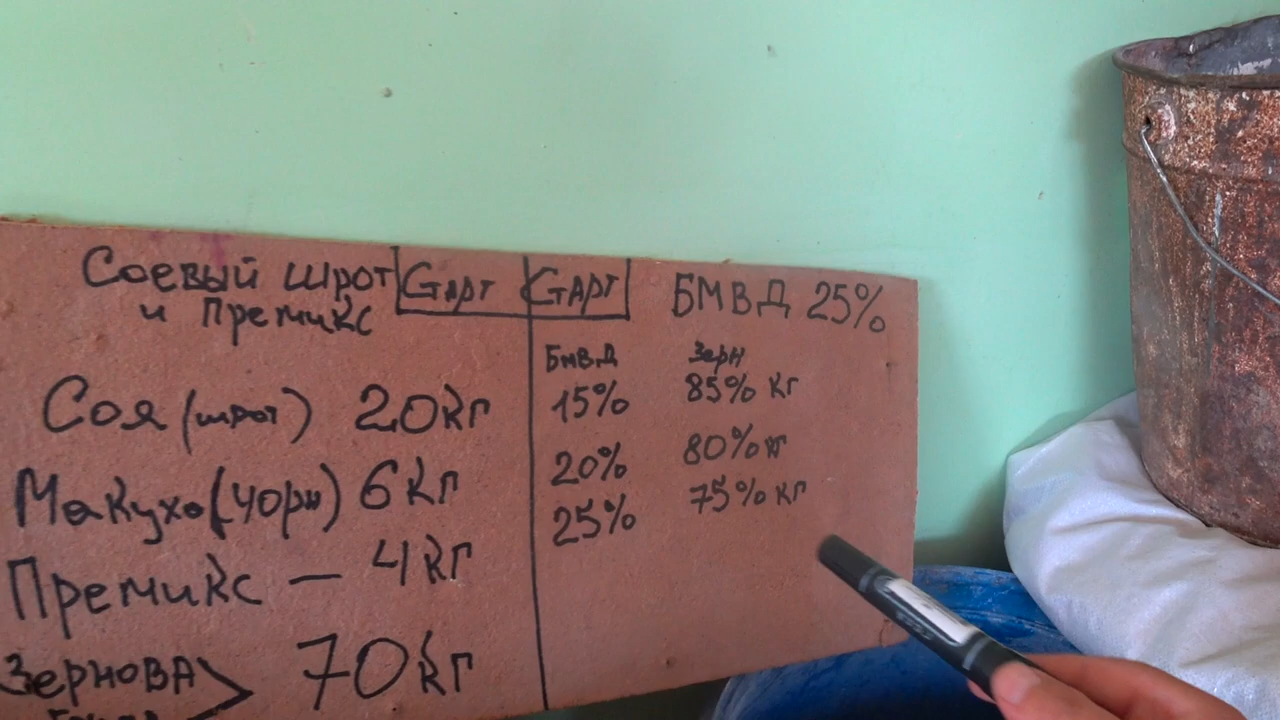 Соевый шрот
и Премикс
Старт
Соя (шрот) 20кг
Макуха (чорн) 6кг
Премикс — 4кг
Зернова 70кг
Старт
БМВД 25%
БМВД Зерн
15% 85% кг
20% 80% кг
25% 75% кг